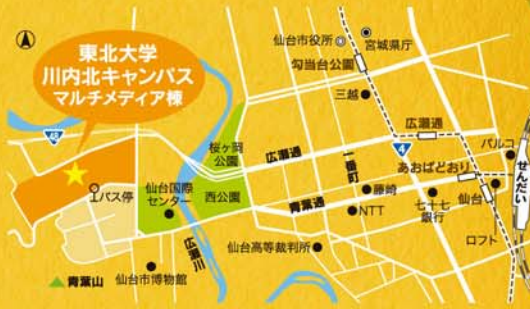 東北大学
川内北キャンパス
マルチメディア棟
仙台市役所
宮城県庁
勾当台公園
三越
48
広瀬通
4
パルコ
桜ヶ岡
公園
広瀬通
一番町
あおばどおり
せんだい
バス停
仙台国際
センター
西公園
青葉通
藤崎
NTT
七十七
銀行
仙台
広瀬川
仙台高等裁判所
ロフト
青葉山
仙台市博物館